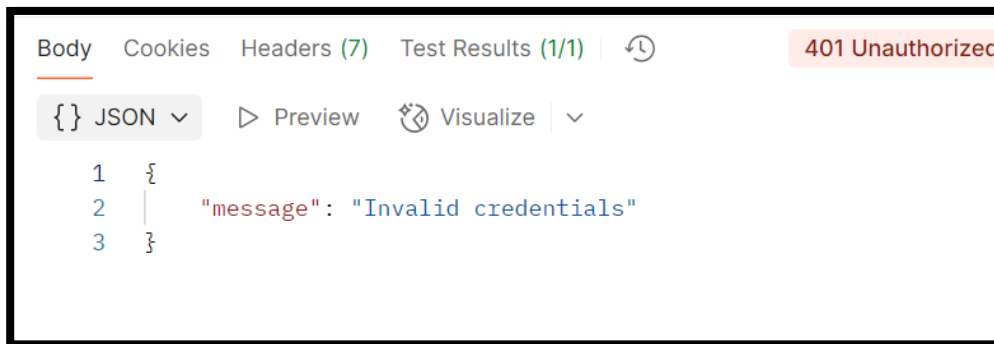 Body Cookies Headers (7) Test Results (1/1) 401 Unauthorized
{} JSON Preview Visualize
1 {
2 "message": "Invalid credentials"
3 }